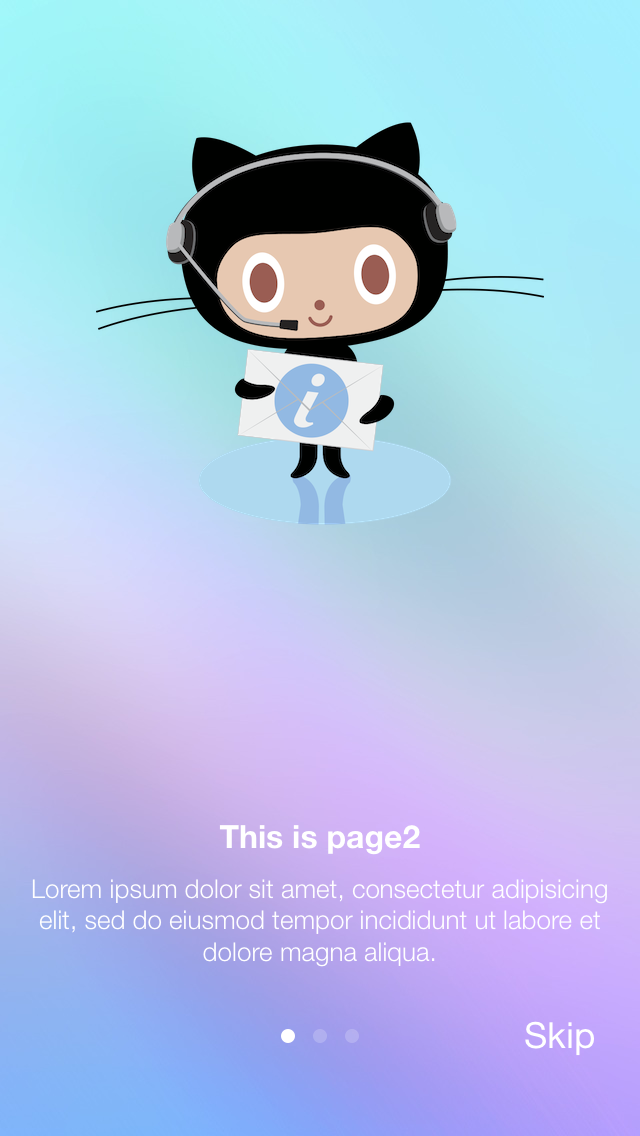 i
This is page2
Lorem ipsum dolor sit amet, consectetur adipisicing
elit, sed do eiusmod tempor incididunt ut labore et
dolore magna aliqua.
Skip